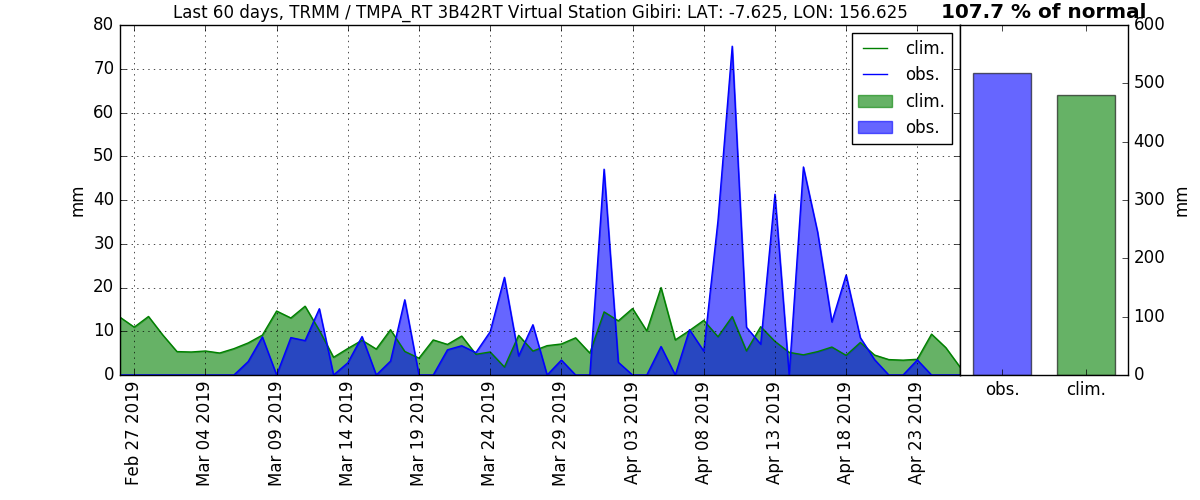 Last 60 days, TRMM / TMPA_RT 3B42RT Virtual Station Gibiri: LAT: -7.625, LON: 156.625
107.7 % of normal
80
70
60
50
40
30
20
10
0
mm
clim.
obs.
clim.
obs.
Feb 27 2019
Mar 04 2019
Mar 09 2019
Mar 14 2019
Mar 19 2019
Mar 24 2019
Mar 29 2019
Apr 03 2019
Apr 08 2019
Apr 13 2019
Apr 18 2019
Apr 23 2019
600
500
400
300
200
100
0
mm
obs.
clim.